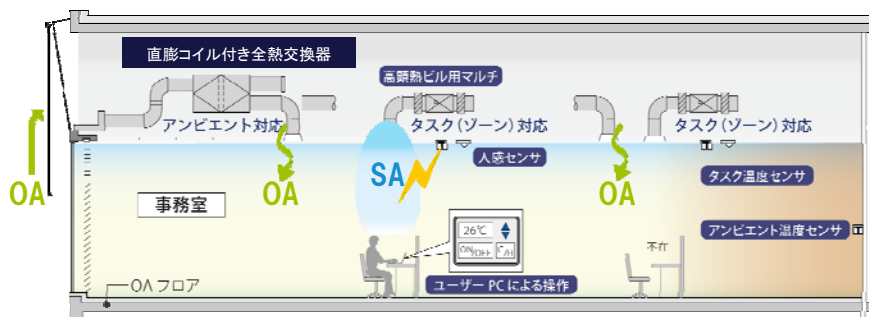 直膨コイル付き全熱交換器
高顕熱ビル用マルチ
アンビエント対応
タスク(ゾーン)対応
タスク(ゾーン)対応
人感センサ
OA
OA
SA
OA
タスク温度センサ
事務室
26℃
ON/OFF C/H
不在
アンビエント温度センサ
ユーザーPCによる操作
OAフロア